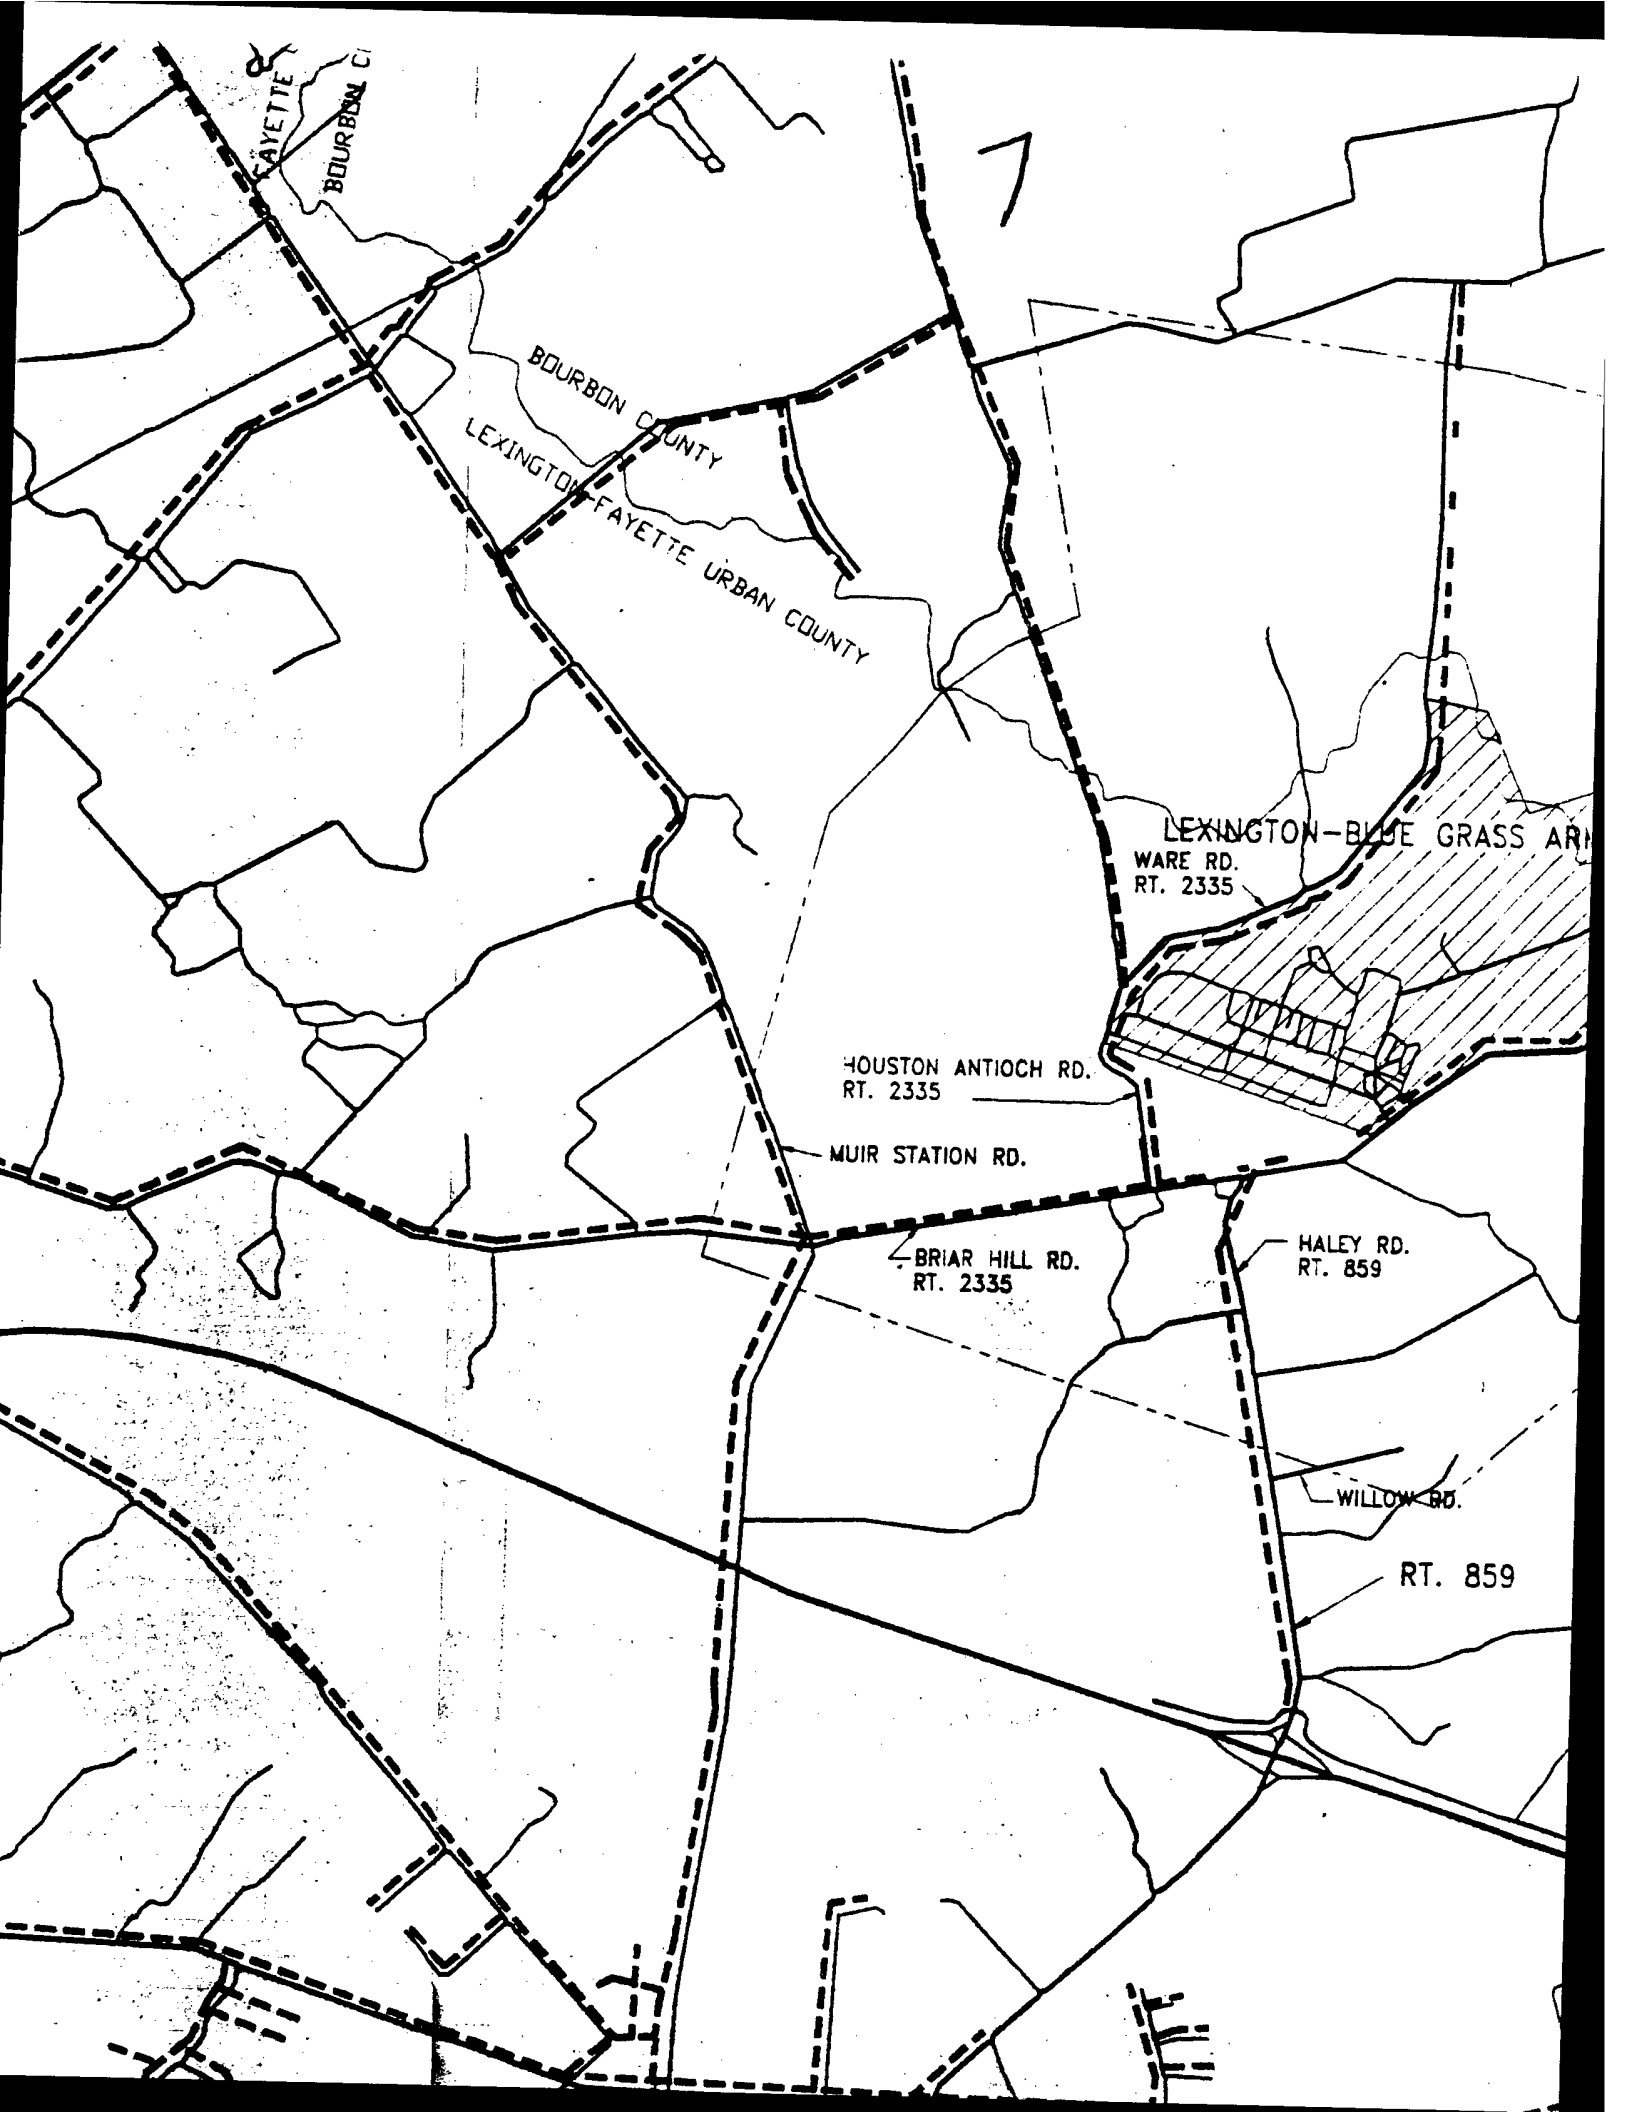 FAYETTE
BOURBON C
BOURBON COUNTY
LEXINGTON-FAYETTE URBAN COUNTY
LEXINGTON-BLUE GRASS AR
WARE RD.
RT. 2335
HOUSTON ANTIOCH RD.
RT. 2335
MUIR STATION RD.
BRIAR HILL RD.
RT. 2335
HALEY RD.
RT. 859
WILLOW RD.
RT. 859